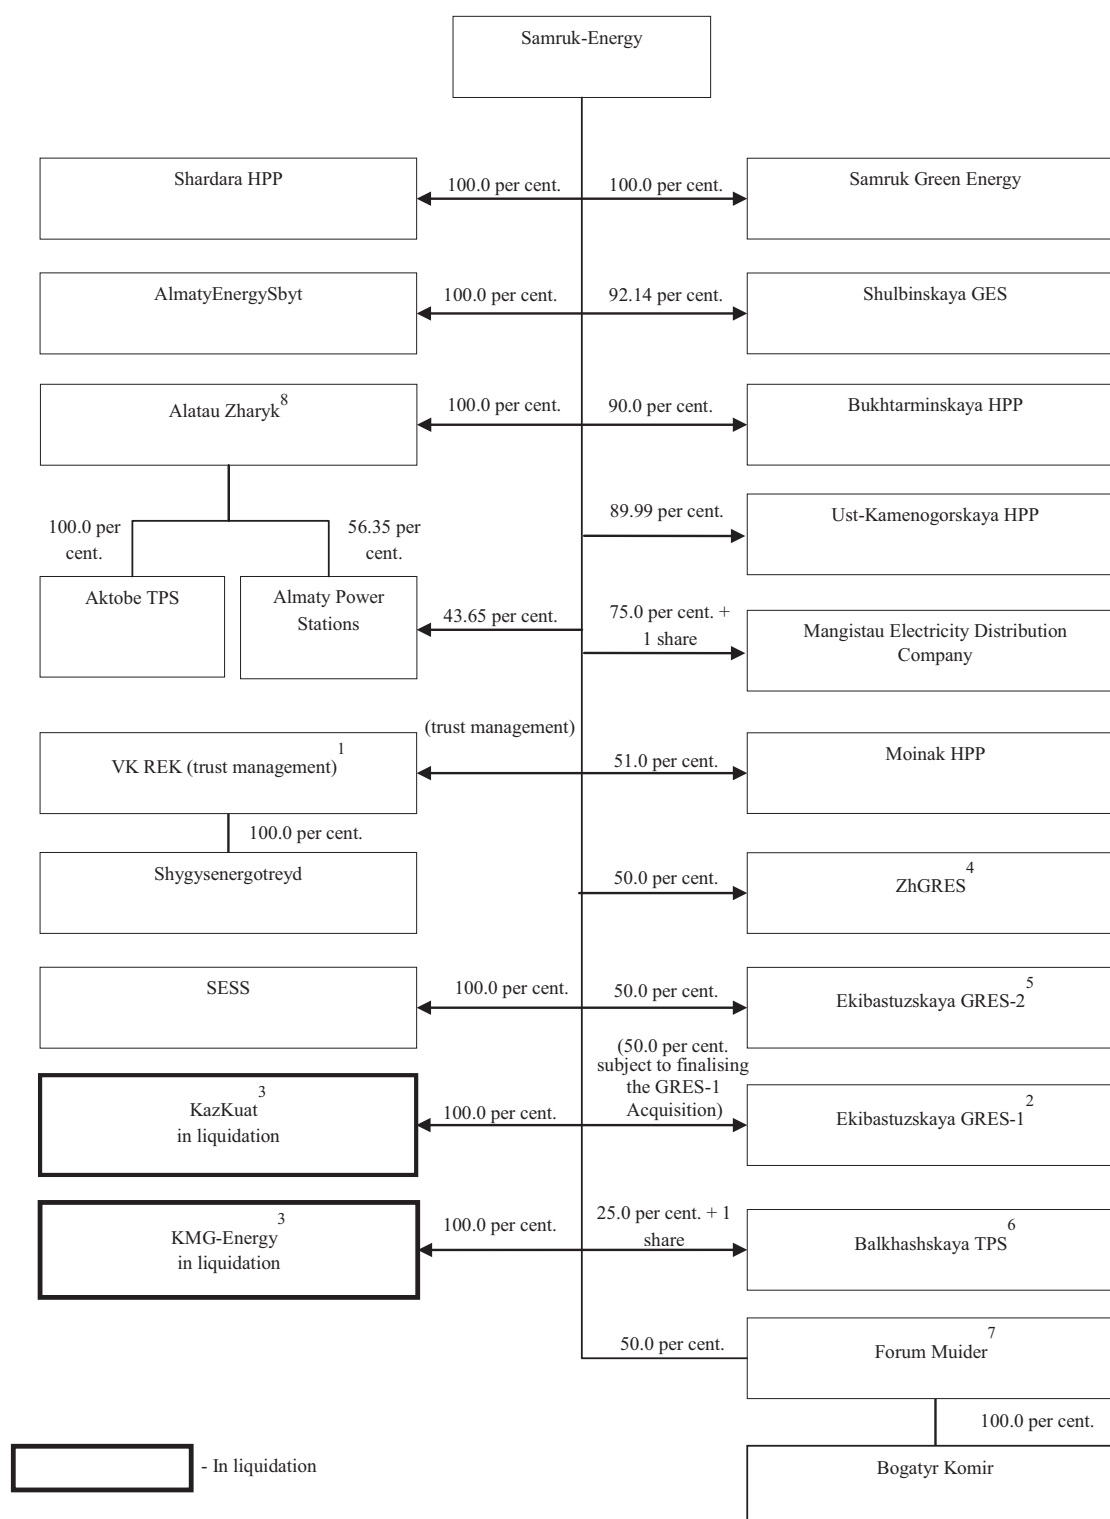 Samruk-Energy
Shardara HPP
100.0 per cent.
100.0 per cent.
Samruk Green Energy
AlmatyEnergySbyt
100.0 per cent.
92.14 per cent.
Shulbinskaya GES
Alatau Zharyk8
100.0 per cent.
90.0 per cent.
Bukhtarminskaya HPP
89.99 per cent.
Ust-Kamenogorskaya HPP
100.0 per
cent.
56.35 per
cent.
Aktobe TPS
Almaty Power
Stations
43.65 per cent.
75.0 per cent. +
1 share
Mangistau Electricity Distribution
Company
(trust management)
VK REK (trust management)1
51.0 per cent.
Moinak HPP
100.0 per cent.
Shygysenergotreyd
50.0 per cent.
ZhGRES4
SESS
100.0 per cent.
50.0 per cent.
Ekibastuzskaya GRES-25
(50.0 per cent.
subject to finalising
the GRES-1
Acquisition)
KazKuat3
in liquidation
100.0 per cent.
Ekibastuzskaya GRES-12
KMG-Energy3
in liquidation
100.0 per cent.
25.0 per cent. + 1
share
Balkhashskaya TPS6
50.0 per cent.
Forum Muider7
100.0 per cent.
- In liquidation
Bogatyr Komir